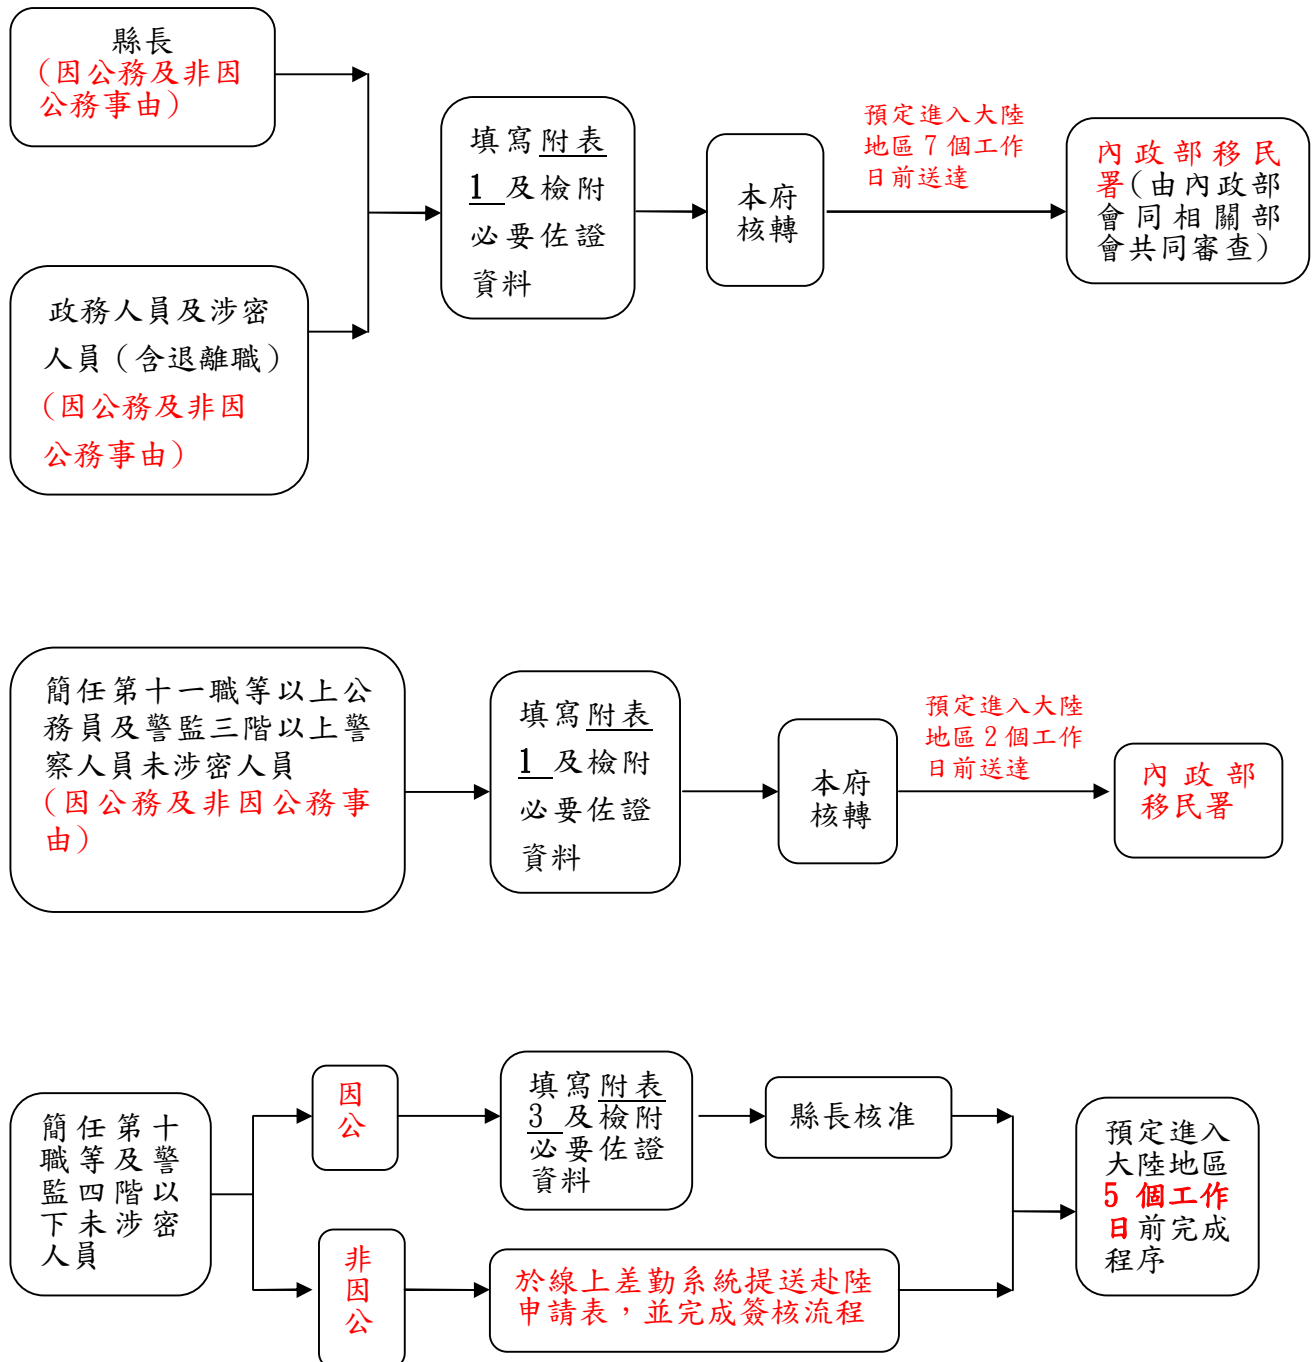 縣長
(因公務及非因
公務事由)
政務人員及涉密
人員(含退離職)
(因公務及非因
公務事由)
填寫附表
1 及檢附
必要佐證
資料
本府
核轉
預定進入大陸
地區 7 個工作
日前送達
內政部移民
署(由內政部
會同相關部
會共同審查)
簡任第十一職等以上公
務員及警監三階以上警
察人員未涉密人員
(因公務及非因公務事
由)
填寫附表
1 及檢附
必要佐證
資料
本府
核轉
預定進入大陸
地區 2 個工作
日前送達
內政部
移民署
簡任第十
職等及警
監四階以
下未涉密
人員
因
公
填寫附表
3 及檢附
必要佐證
資料
縣長核准
非
因
公
於線上差勤系統提送赴陸
申請表，並完成簽核流程
預定進入
大陸地區
5 個工作
日前完成
程序